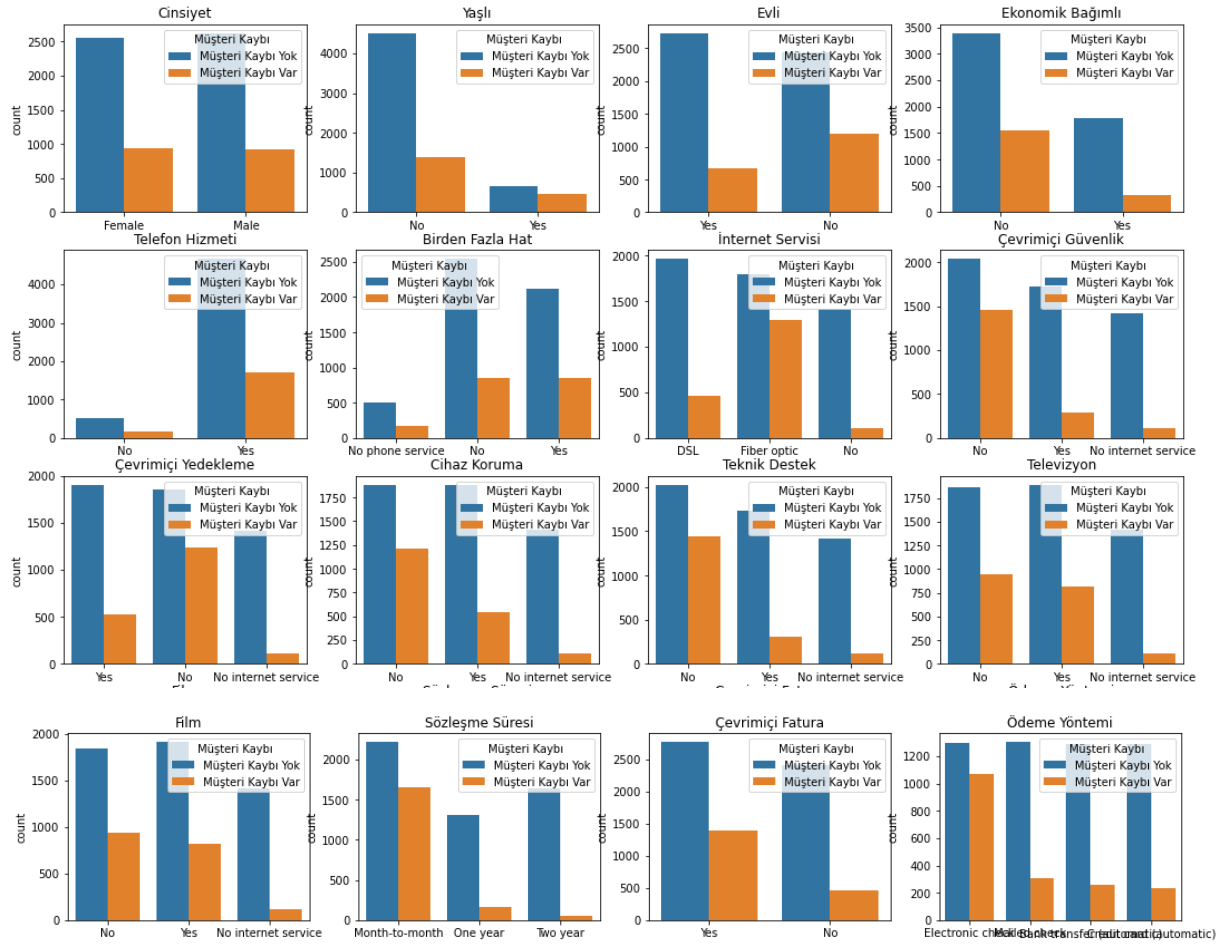 Cinsiyet
Müşteri Kaybı
Müşteri Kaybı Yok
Müşteri Kaybı Var
count
2500
2000
1500
1000
500
0
Female
Male
Yaşlı
Müşteri Kaybı
Müşteri Kaybı Yok
Müşteri Kaybı Var
count
4000
3000
2000
1000
0
No
Yes
Evli
Müşteri Kaybı
Müşteri Kaybı Yok
Müşteri Kaybı Var
count
2500
2000
1500
1000
500
0
Yes
No
Ekonomik Bağımlı
Müşteri Kaybı
Müşteri Kaybı Yok
Müşteri Kaybı Var
count
3500
3000
2500
2000
1500
1000
500
0
No
Yes
Telefon Hizmeti
Müşteri Kaybı
Müşteri Kaybı Yok
Müşteri Kaybı Var
count
4000
3000
2000
1000
0
No
Yes
Birden Fazla Hat
Müşteri Kaybı
Müşteri Kaybı Yok
Müşteri Kaybı Var
count
2500
2000
1500
1000
500
0
No phone service
No
Yes
İnternet Servisi
Müşteri Kaybı
Müşteri Kaybı Yok
Müşteri Kaybı Var
count
2000
1500
1000
500
0
DSL
Fiber optic
No
Çevrimiçi Güvenlik
Müşteri Kaybı
Müşteri Kaybı Yok
Müşteri Kaybı Var
count
2000
1500
1000
500
0
No
Yes
No internet service
Çevrimiçi Yedekleme
Müşteri Kaybı
Müşteri Kaybı Yok
Müşteri Kaybı Var
count
2000
1500
1000
500
0
Yes
No
No internet service
Cihaz Koruma
Müşteri Kaybı
Müşteri Kaybı Yok
Müşteri Kaybı Var
count
1750
1500
1250
1000
750
500
250
0
No
Yes
No internet service
Teknik Destek
Müşteri Kaybı
Müşteri Kaybı Yok
Müşteri Kaybı Var
count
2000
1500
1000
500
0
No
Yes
No internet service
Televizyon
Müşteri Kaybı
Müşteri Kaybı Yok
Müşteri Kaybı Var
count
1750
1500
1250
1000
750
500
250
0
No
Yes
No internet service
Film
Müşteri Kaybı
Müşteri Kaybı Yok
Müşteri Kaybı Var
count
2000
1500
1000
500
0
No
Yes
No internet service
Sözleşme Süresi
Müşteri Kaybı
Müşteri Kaybı Yok
Müşteri Kaybı Var
count
2000
1500
1000
500
0
Month-to-month
One year
Two year
Çevrimiçi Fatura
Müşteri Kaybı
Müşteri Kaybı Yok
Müşteri Kaybı Var
count
2500
2000
1500
1000
500
0
Yes
No
Ödeme Yöntemi
Müşteri Kaybı
Müşteri Kaybı Yok
Müşteri Kaybı Var
count
1200
1000
800
600
400
200
0
Electronic check
Mailed check
Bank transfer (automatic)
Credit card (automatic)